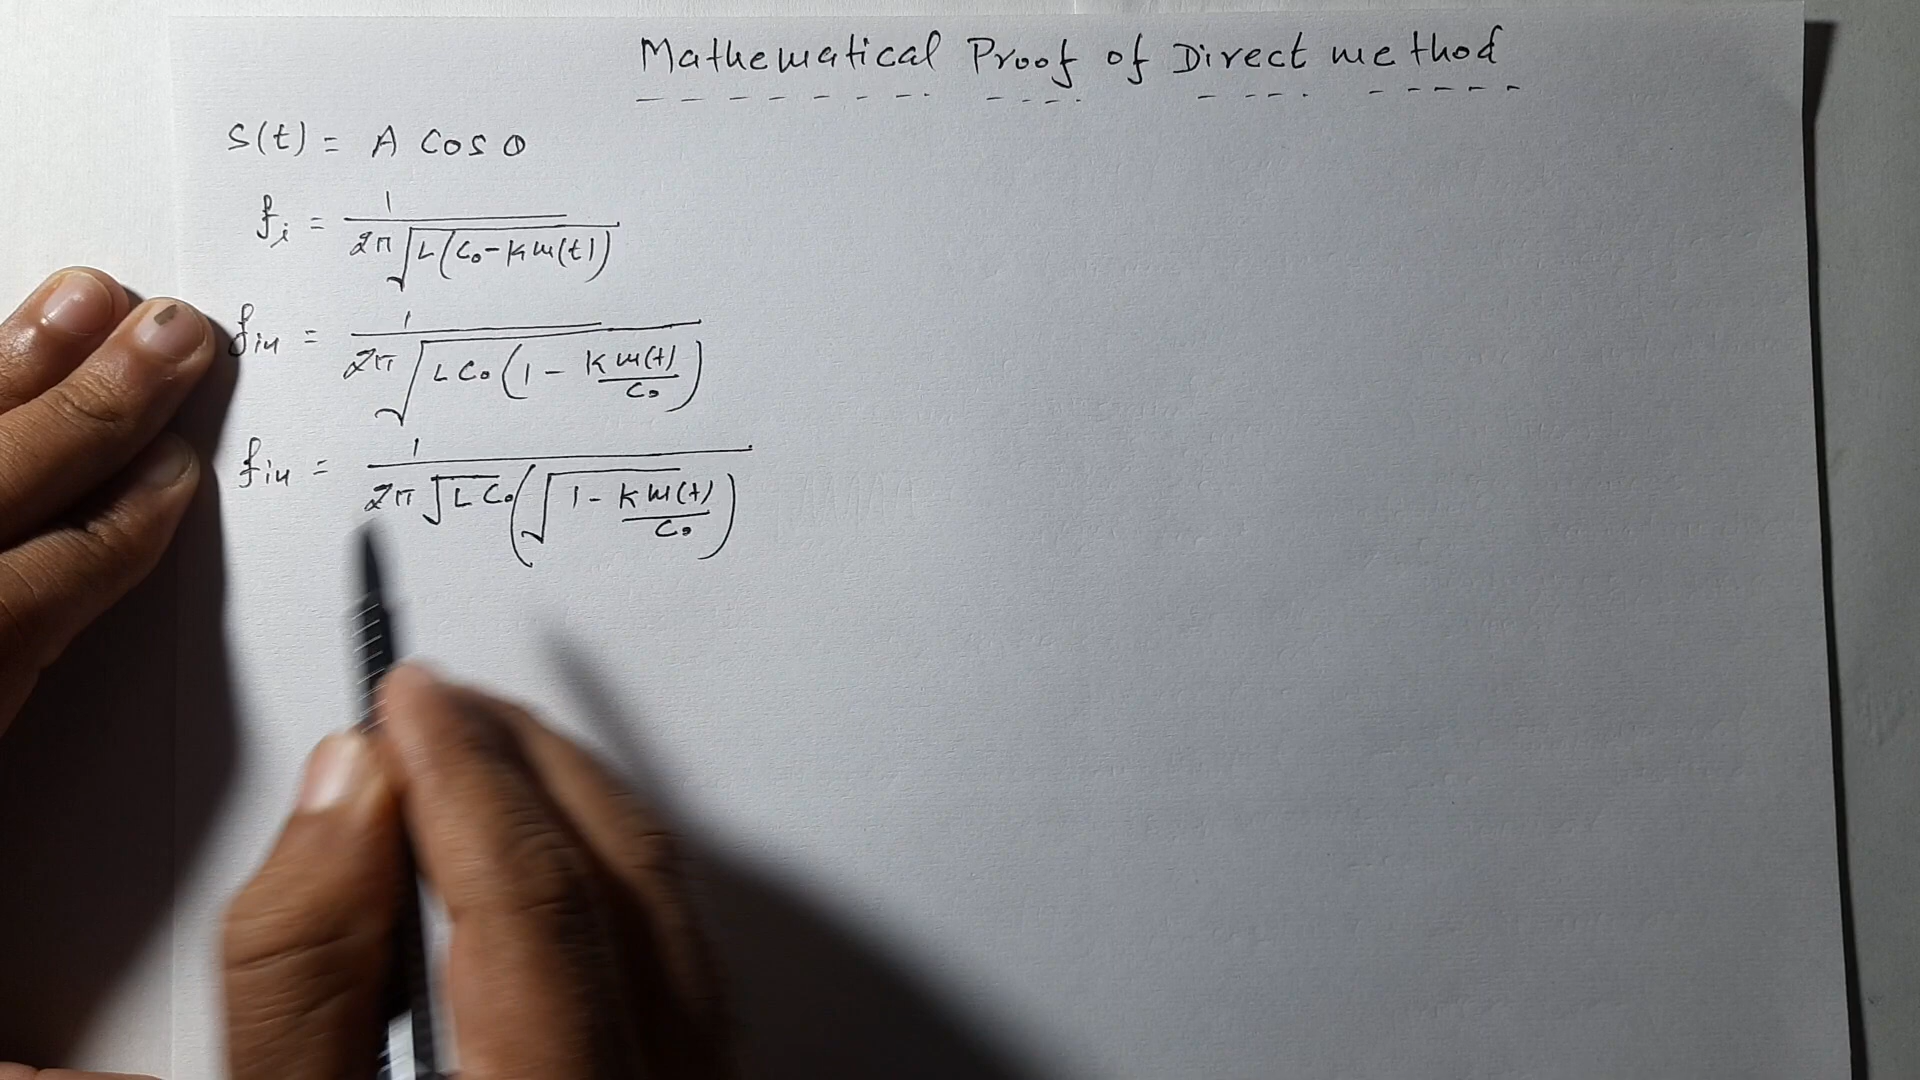 Mathematical Proof of Direct method
S(t) = A Cos θ
fi = 1 / 2π √L(C₀-Km(t))
fin = 1 / 2π √LC₀(1 - Km(t)/C₀)
fin = 1 / 2π √LC₀ (√1 - Km(t)/C₀)